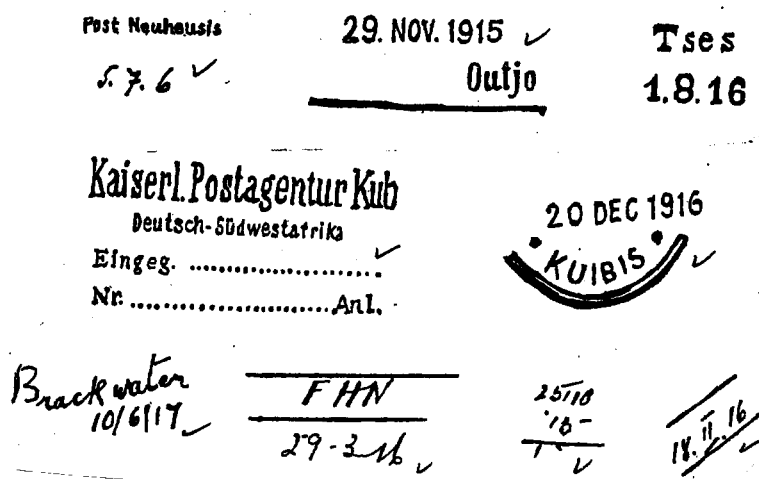 Post Neuhausis
5.7.6
29. NOV. 1915
Outjo
Tses
1.8.16
Kaiserl. Postagentur Kub
Deutsch-Südwestafrika
Eingeg. ........................
Nr. ........................ Anl.
20 DEC 1916
KUIBIS
Brackwater
10/6/17
FHN
29-3-16
18.II.16